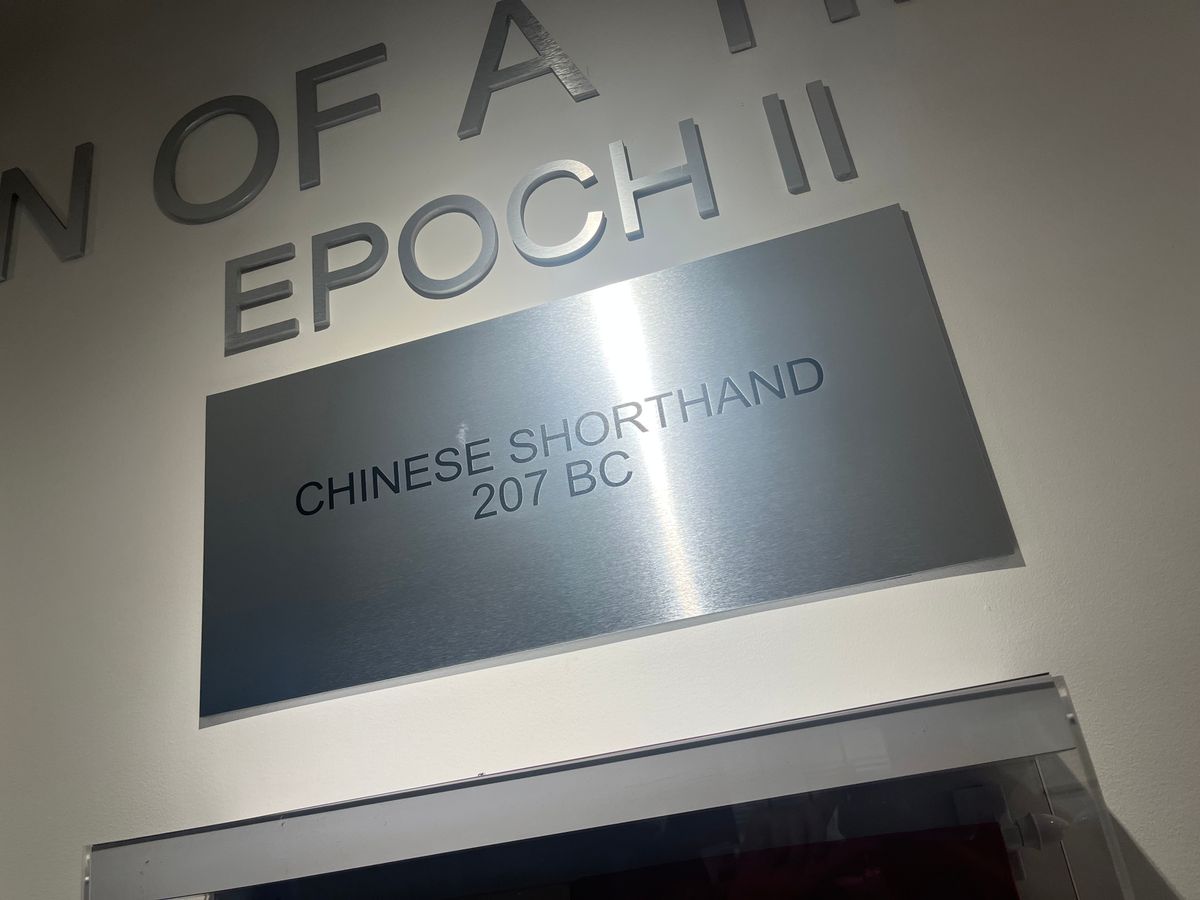 OF A
EPOCH II
CHINESE SHORTHAND
207 BC